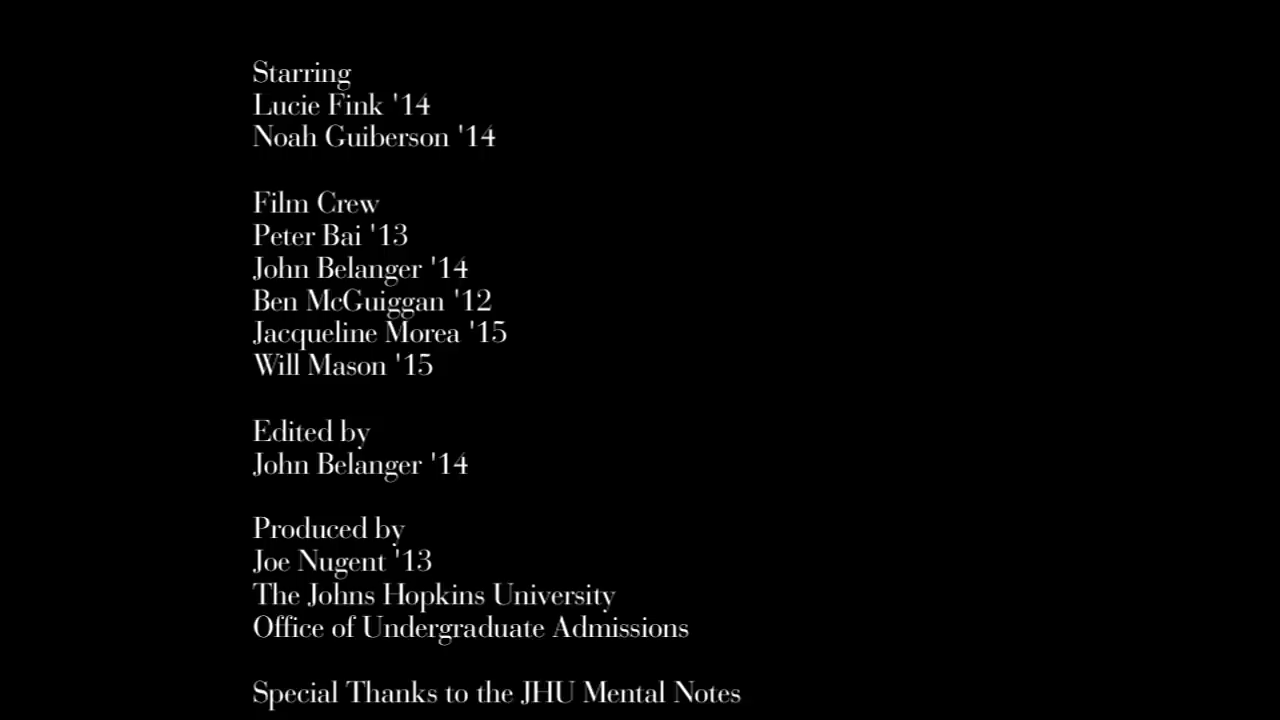 Starring
Lucie Fink '14
Noah Guiberson '14
Film Crew
Peter Bai '13
John Belanger '14
Ben McGuiggan '12
Jacqueline Morea '15
Will Mason '15
Edited by
John Belanger '14
Produced by
Joe Nugent '13
The Johns Hopkins University
Office of Undergraduate Admissions
Special Thanks to the JHU Mental Notes